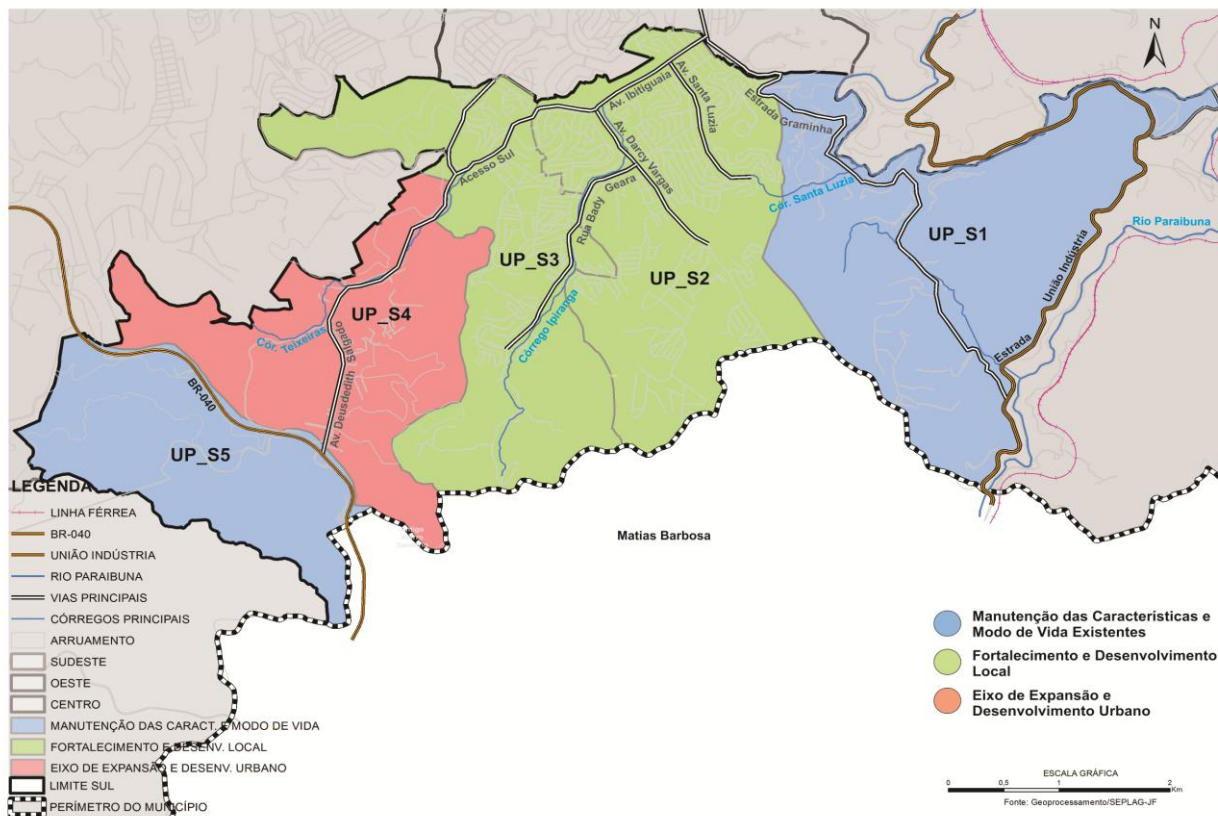 N
Av. Ibitiguaia
Av. Santa Luzia
Estrada Graminha
Acesso Sul
Av. Darcy Vargas
Rua Bady Geara
Cór. Santa Luzia
UP_S1
Rio Paraibuna
Estrada União Indústria
UP_S3
UP_S2
UP_S4
Córrego Ipiranga
Cór. Teixeiras
Av. Deusdedith Salgado
BR-040
UP_S5
Matias Barbosa
LEGENDA
LINHA FÉRREA
BR-040
UNIÃO INDÚSTRIA
RIO PARAIBUNA
VIAS PRINCIPAIS
CÓRREGOS PRINCIPAIS
ARRUAMENTO
SUDESTE
OESTE
CENTRO
MANUTENÇÃO DAS CARACT. E MODO DE VIDA
FORTALECIMENTO E DESENV. LOCAL
EIXO DE EXPANSÃO E DESENV. URBANO
LIMITE SUL
PERÍMETRO DO MUNICÍPIO
Manutenção das Características e
Modo de Vida Existentes
Fortalecimento e Desenvolvimento
Local
Eixo de Expansão e
Desenvolvimento Urbano
ESCALA GRÁFICA
0 0,5 1 2
Km
Fonte: Geoprocessamento/SEPLAG-JF